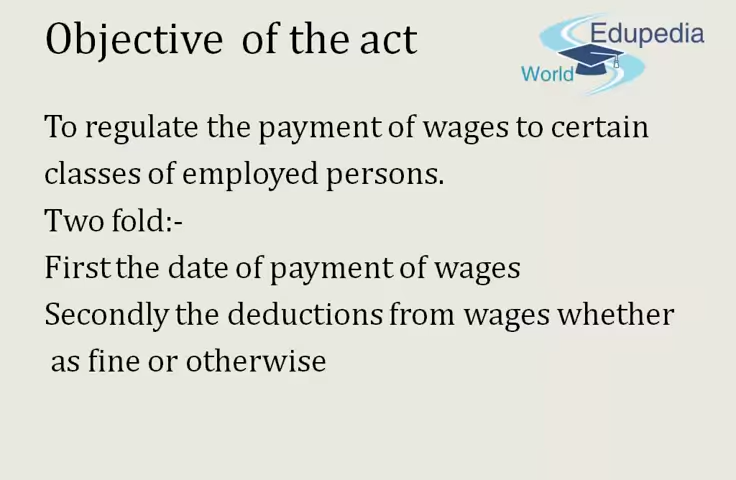 Objective of the act
Edupedia
World
To regulate the payment of wages to certain
classes of employed persons.
Two fold:-
First the date of payment of wages
Secondly the deductions from wages whether
as fine or otherwise